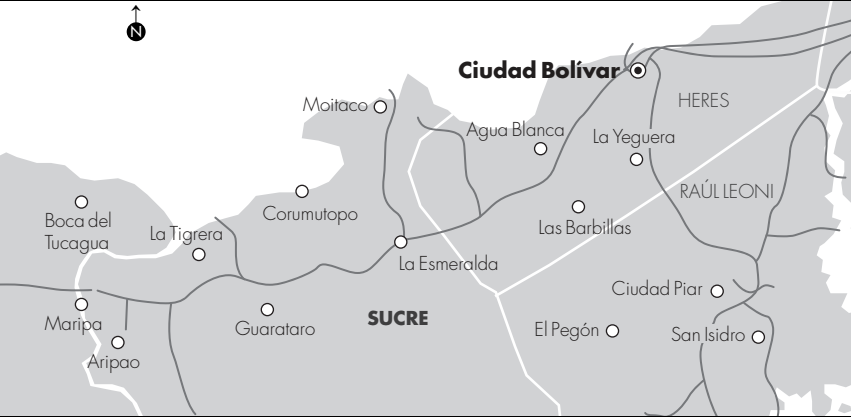 N
Ciudad Bolívar
HERES
Moitaco
Agua Blanca
La Yeguera
RAÚL LEONI
Boca del
Tucagua
Corumutopo
La Tigrera
Las Barbillas
La Esmeralda
Ciudad Piar
Maripa
Guarataro
SUCRE
El Pegón
San Isidro
Aripao